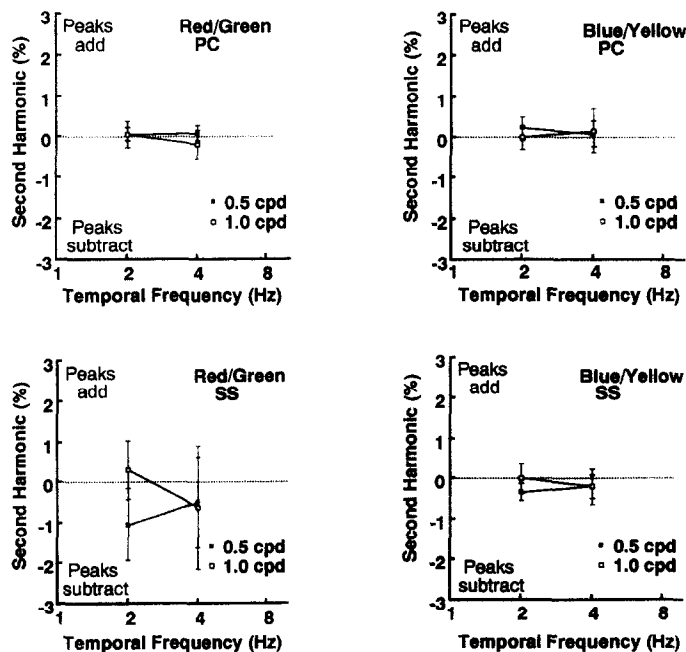 3
Peaks
add
Red/Green
PC
2
1
0
-1
-2
-3
Second Harmonic (%)
0.5 cpd
1.0 cpd
Peaks
subtract
1 2 4 8
Temporal Frequency (Hz)
3
Peaks
add
Blue/Yellow
PC
2
1
0
-1
-2
-3
Second Harmonic (%)
0.5 cpd
1.0 cpd
Peaks
subtract
1 2 4 8
Temporal Frequency (Hz)
3
Peaks
add
Red/Green
SS
2
1
0
-1
-2
-3
Second Harmonic (%)
0.5 cpd
1.0 cpd
Peaks
subtract
1 2 4 8
Temporal Frequency (Hz)
3
Peaks
add
Blue/Yellow
SS
2
1
0
-1
-2
-3
Second Harmonic (%)
0.5 cpd
1.0 cpd
Peaks
subtract
1 2 4 8
Temporal Frequency (Hz)